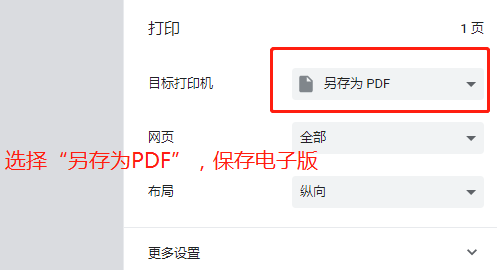 打印 1 页
目标打印机 另存为 PDF
网页 全部
选择“另存为PDF”，保存电子版
布局 纵向
更多设置